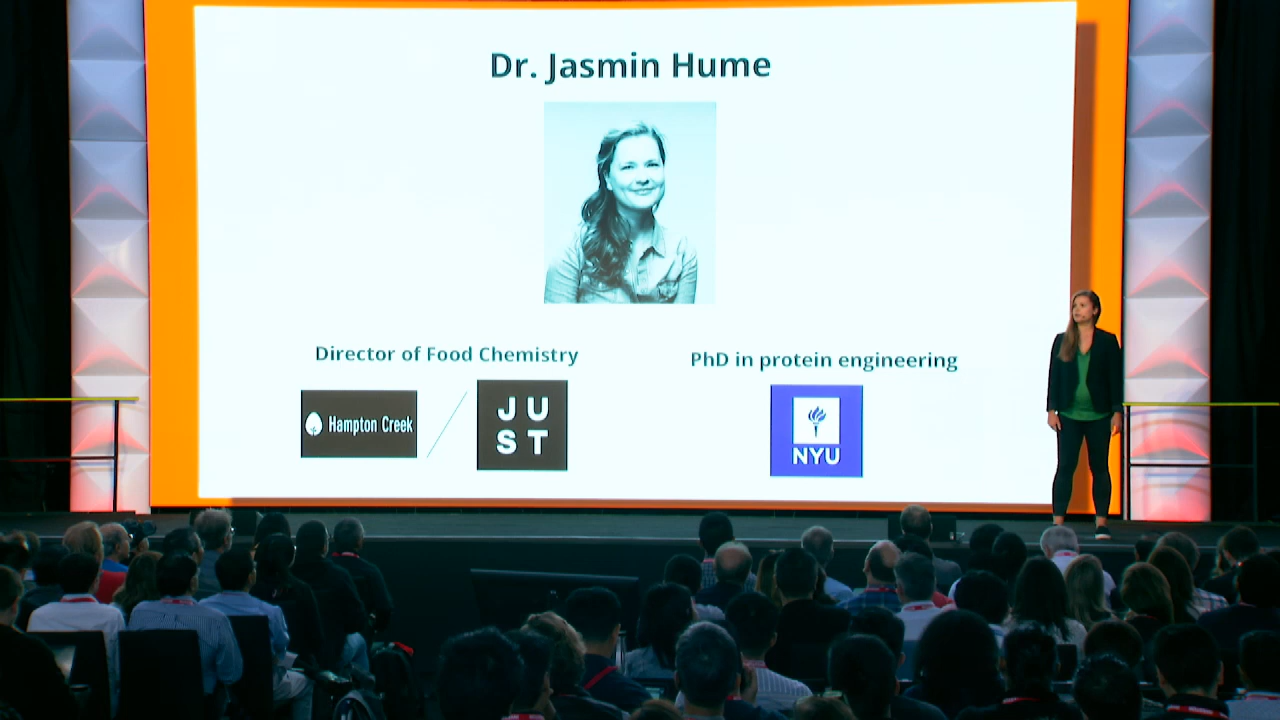 Dr. Jasmin Hume
Director of Food Chemistry
PhD in protein engineering
Hampton Creek
JU
ST
NYU